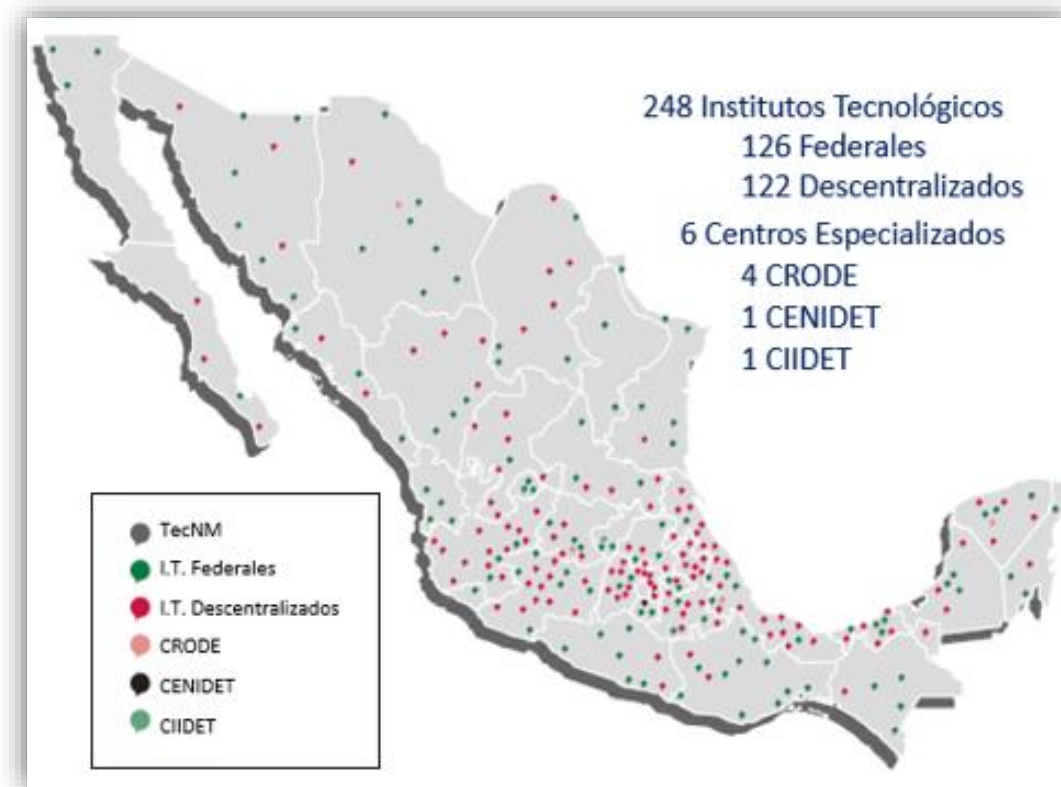 248 Institutos Tecnológicos
126 Federales
122 Descentralizados
6 Centros Especializados
4 CRODE
1 CENIDET
1 CIIDET
TecNM
I.T. Federales
I.T. Descentralizados
CRODE
CENIDET
CIIDET